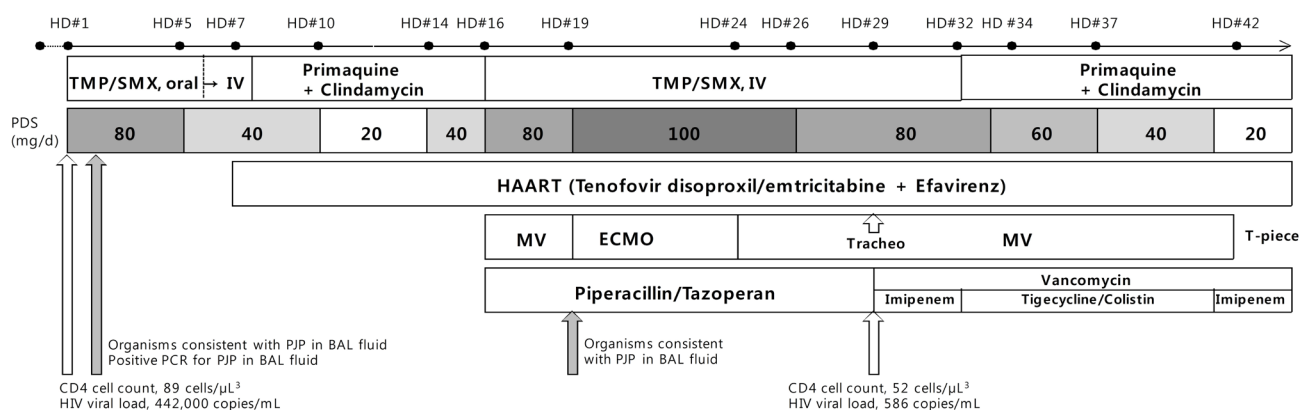 HD#1 HD#5 HD#7 HD#10 HD#14 HD#16 HD#19 HD#24 HD#26 HD#29 HD#32 HD #34 HD#37 HD#42
TMP/SMX, oral → IV
Primaquine
+ Clindamycin
TMP/SMX, IV
Primaquine
+ Clindamycin
PDS
(mg/d)
80 40 20 40 80 100 80 60 40 20
HAART (Tenofovir disoproxil/emtricitabine + Efavirenz)
MV ECMO Tracheo MV T-piece
Piperacillin/Tazoperan
Vancomycin
Imipenem Tigecycline/Colistin Imipenem
Organisms consistent with PJP in BAL fluid
Positive PCR for PJP in BAL fluid
Organisms consistent
with PJP in BAL fluid
CD4 cell count, 89 cells/μL³
HIV viral load, 442,000 copies/mL
CD4 cell count, 52 cells/μL³
HIV viral load, 586 copies/mL